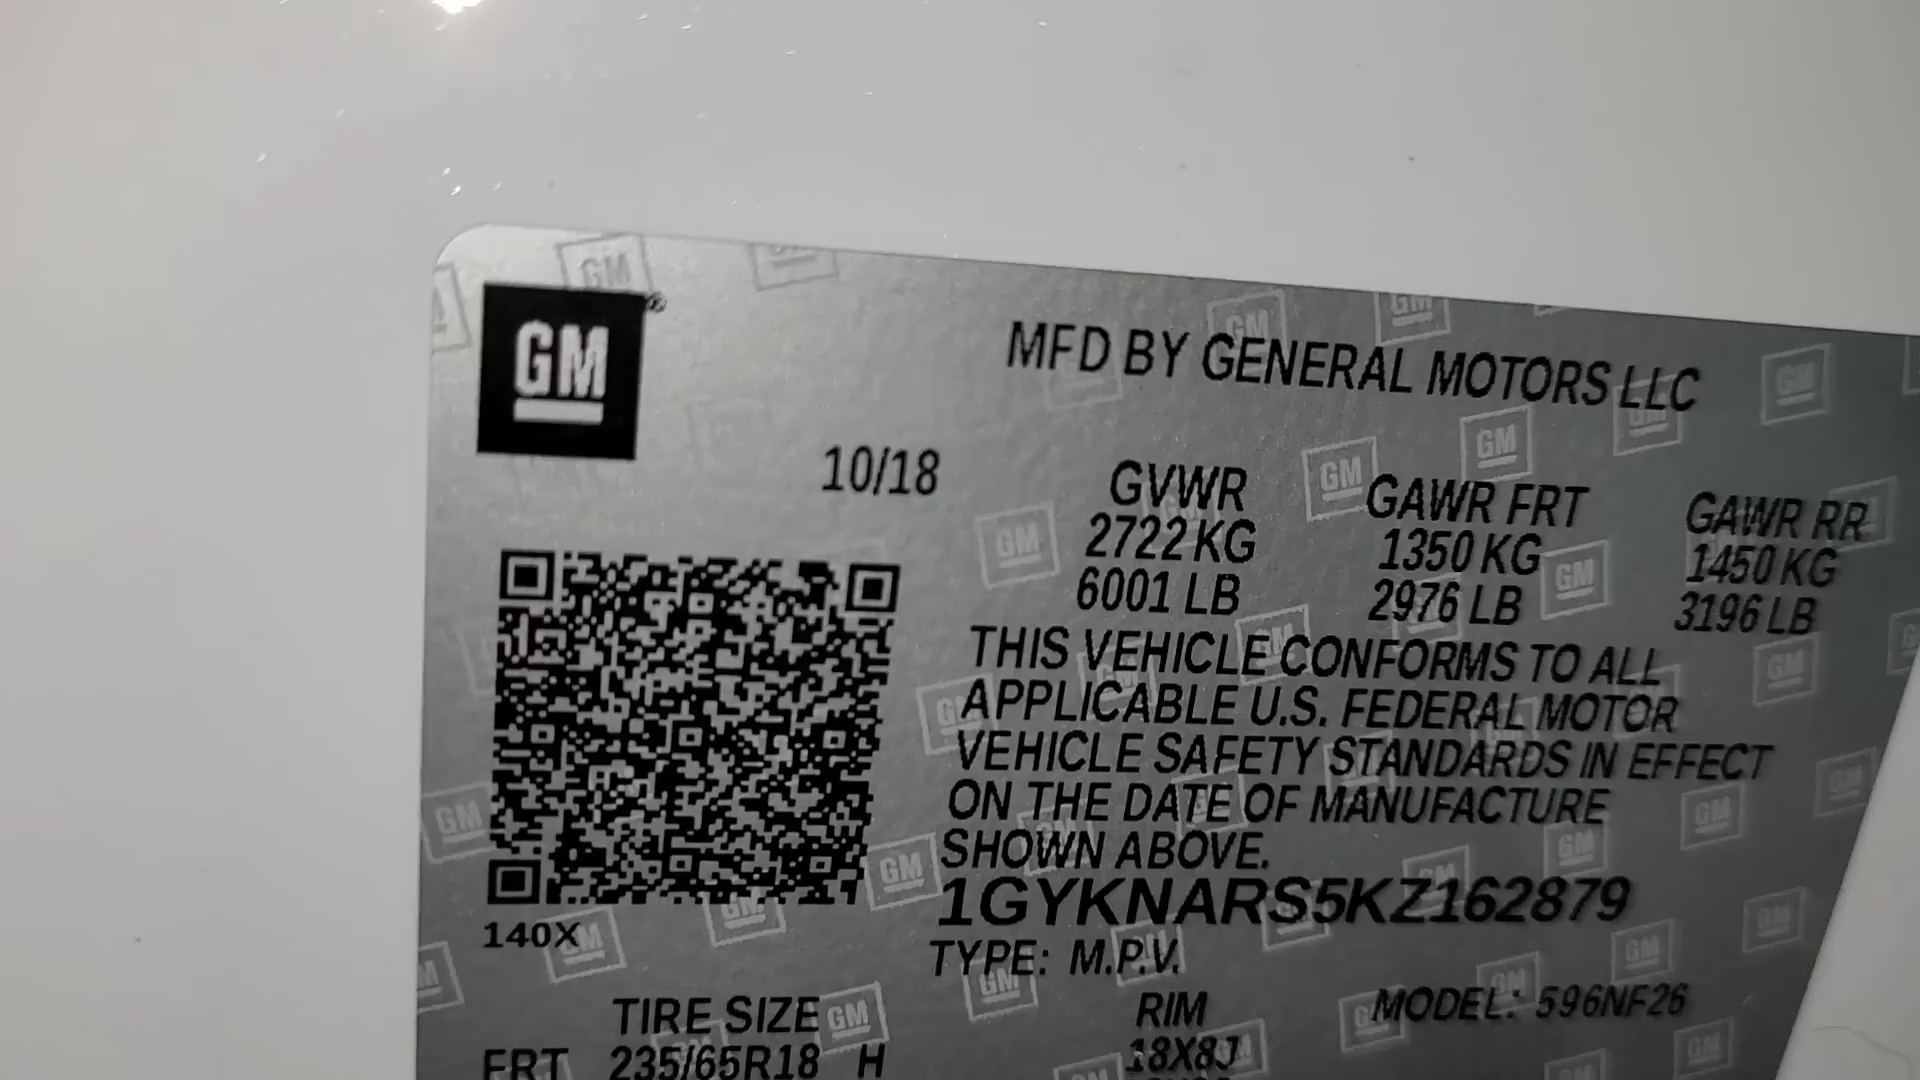 GM
MFD BY GENERAL MOTORS LLC
10/18
GVWR GAWR FRT GAWR RR
2722 KG 1350 KG 1450 KG
6001 LB 2976 LB 3196 LB
THIS VEHICLE CONFORMS TO ALL
APPLICABLE U.S. FEDERAL MOTOR
VEHICLE SAFETY STANDARDS IN EFFECT
ON THE DATE OF MANUFACTURE
SHOWN ABOVE.
1GYKNARS5KZ162879
140X
TYPE: M.P.V.
MODEL: 596NF26
TIRE SIZE RIM
FRT 235/65R18 H 18X8J